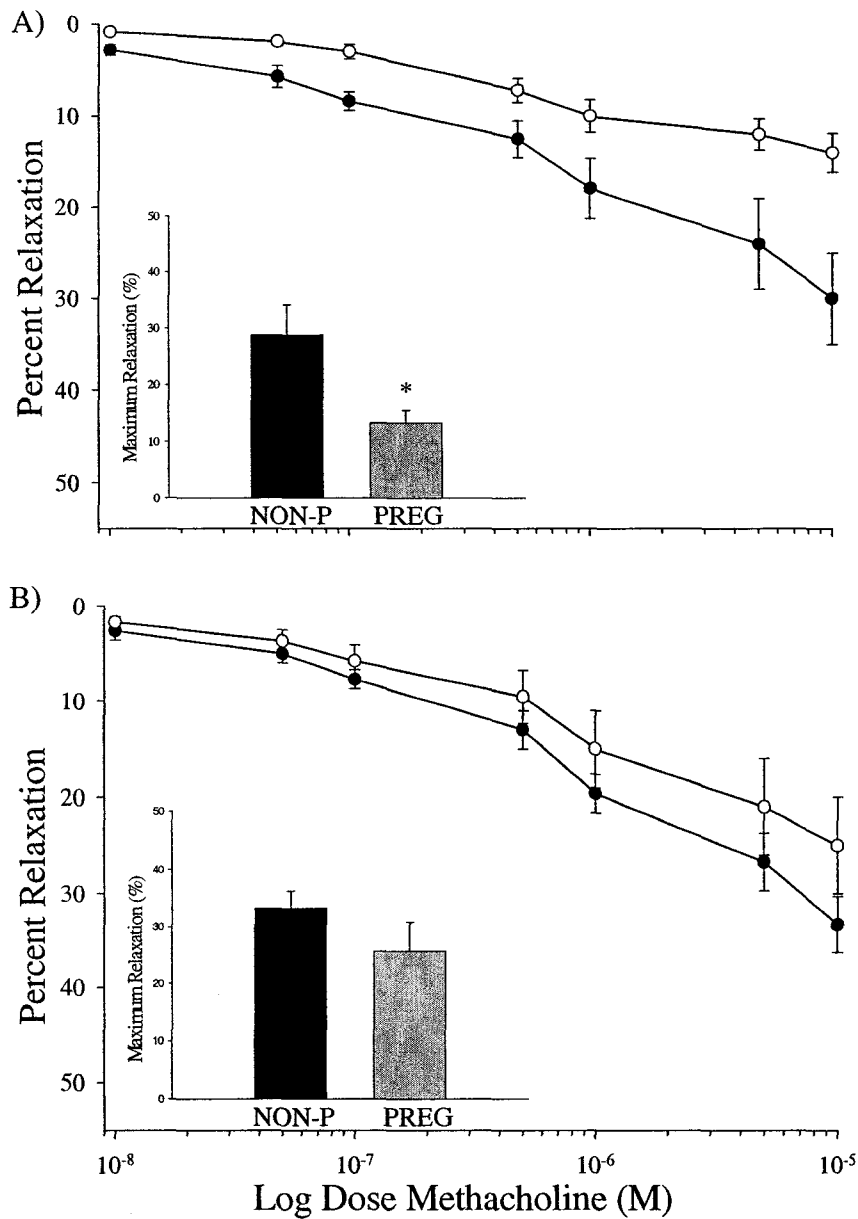 A)
0
10
20
30
40
50
Percent Relaxation
50
40
30
20
10
0
Maximum Relaxation (%)
*
NON-P
PREG
B)
0
10
20
30
40
50
Percent Relaxation
50
40
30
20
10
0
Maximum Relaxation (%)
NON-P
PREG
10⁻⁸
10⁻⁷
10⁻⁶
10⁻⁵
Log Dose Methacholine (M)